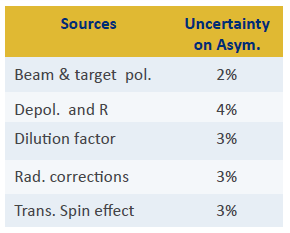 Sources Uncertainty
on Asym.
Beam & target pol. 2%
Depol. and R 4%
Dilution factor 3%
Rad. corrections 3%
Trans. Spin effect 3%